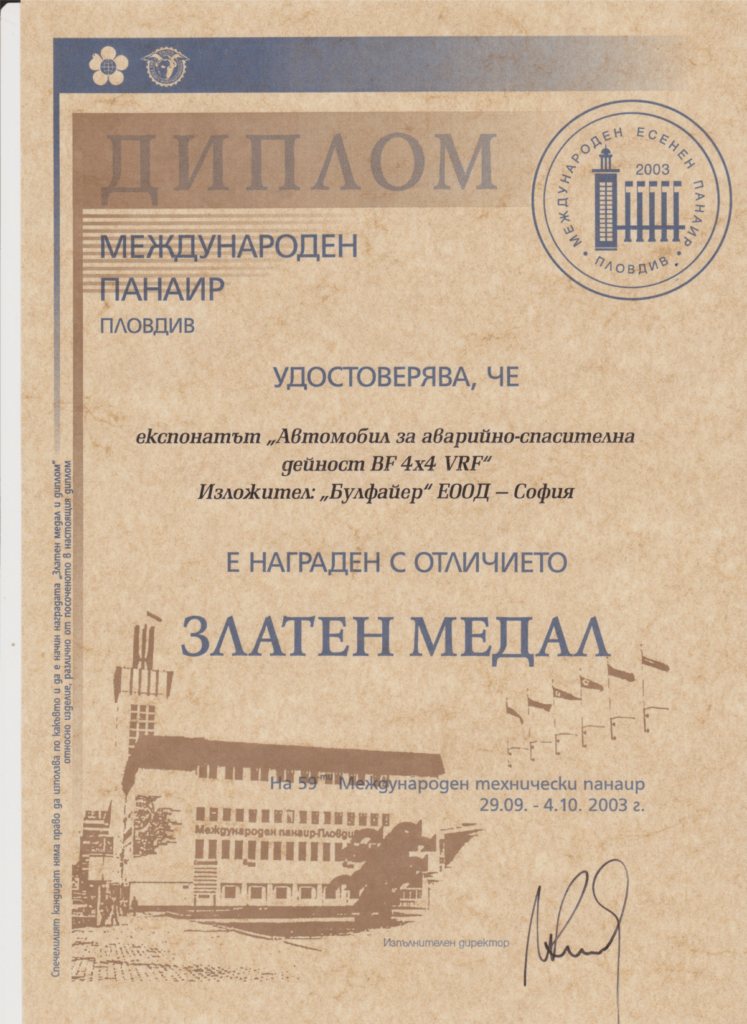 ДИПЛОМ
МЕЖДУНАРОДЕН ЕСЕНЕН ПАНАИР
2003
• ПЛОВДИВ •
МЕЖДУНАРОДЕН
ПАНАИР
ПЛОВДИВ
УДОСТОВЕРЯВА, ЧЕ
експонатът „Автомобил за аварийно-спасителна
дейност BF 4x4 VRF“
Изложител: „Булфайер“ ЕООД – София
Е НАГРАДЕН С ОТЛИЧИЕТО
ЗЛАТЕН МЕДАЛ
На 59 Международен технически панаир
29.09. - 4.10. 2003 г.
Международен панаир-Пловдив
Изпълнителен директор
Спечелилият кандидат няма право да използва по какъвто и да е начин наградата „Златен медал и диплом“
относно изделие, различно от посоченото в настоящия диплом